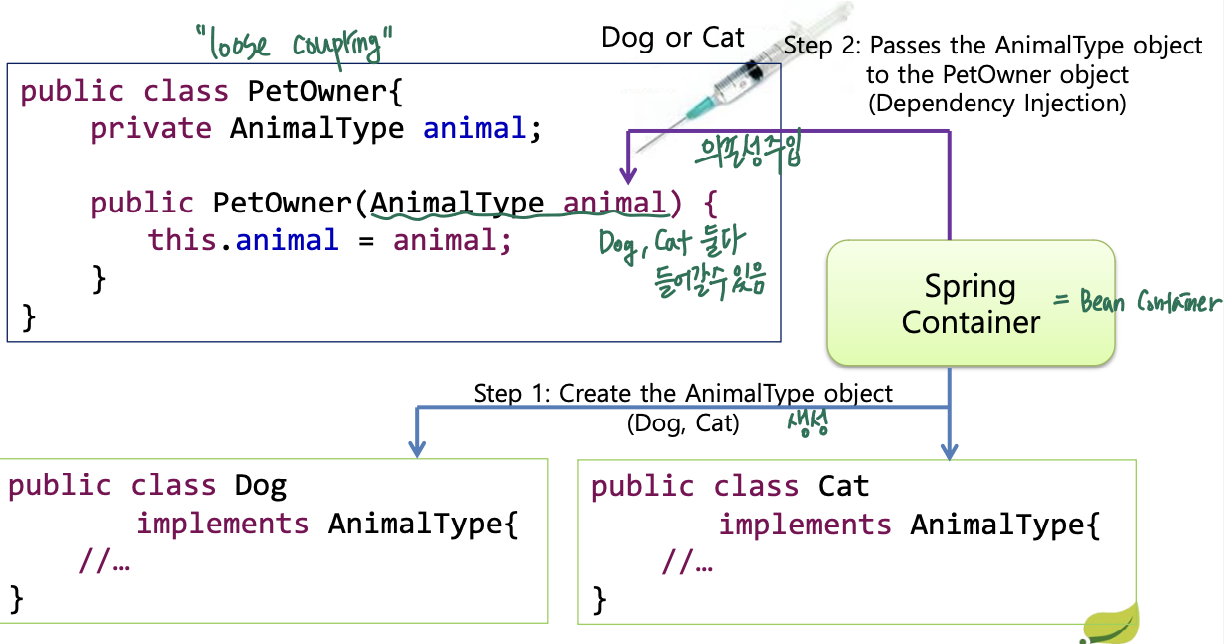 "loose coupling"
Dog or Cat
Step 2: Passes the AnimalType object
to the PetOwner object
(Dependency Injection)
public class PetOwner{
private AnimalType animal;
의존성주입
public PetOwner(AnimalType animal) {
this.animal = animal;
Dog, Cat 둘다
들어갈수있음
}
}
Spring
Container
= Bean Container
Step 1: Create the AnimalType object
(Dog, Cat)
생성
public class Dog
implements AnimalType{
//…
}
public class Cat
implements AnimalType{
//…
}